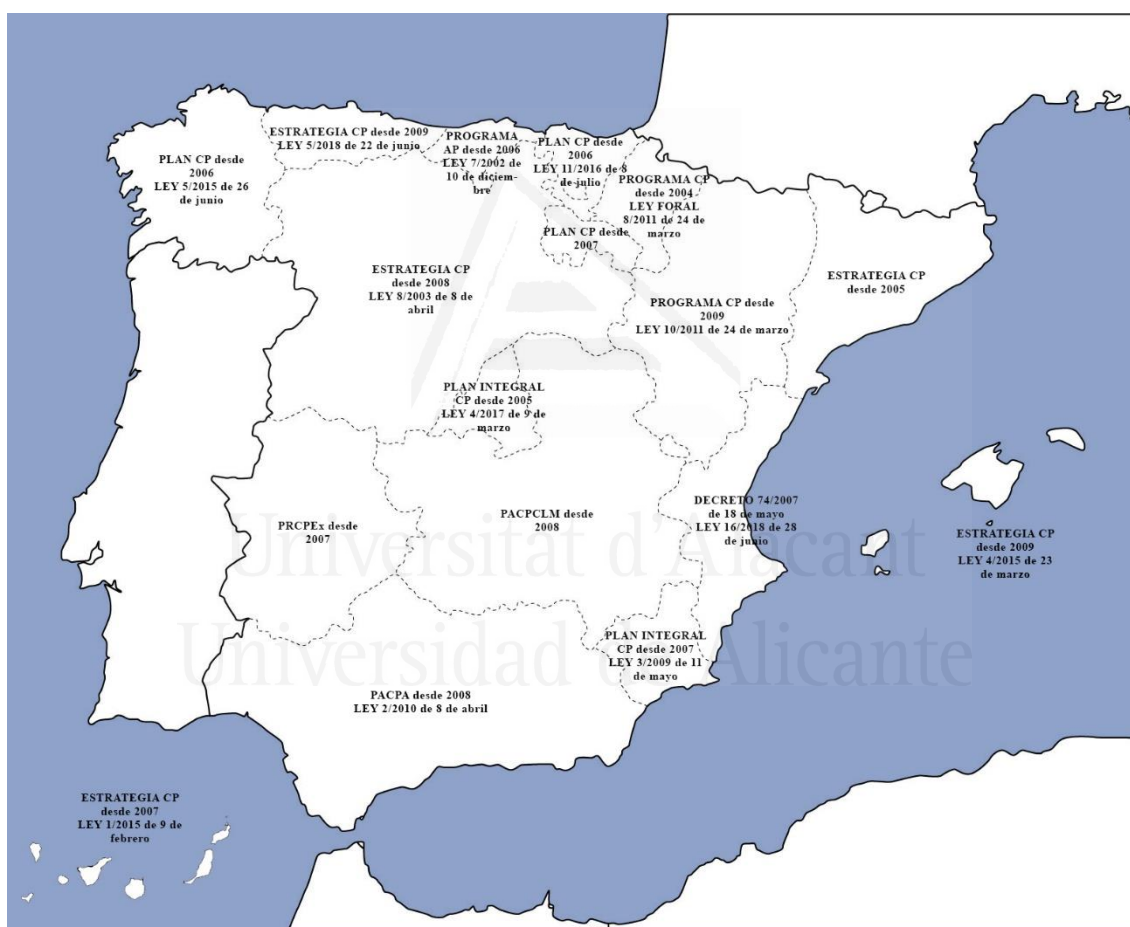 ESTRATEGIA CP desde 2009
LEY 5/2018 de 22 de junio
PROGRAMA
AP desde 2006
LEY 7/2002 de
10 de diciem-
bre
PLAN CP desde
2006
LEY 11/2016 de 8
de julio
PLAN CP desde
2006
LEY 5/2015 de 26
de junio
PROGRAMA CP
desde 2004
LEY FORAL
8/2011 de 24 de
marzo
PLAN CP desde
2007
ESTRATEGIA CP
desde 2008
LEY 8/2003 de 8 de
abril
ESTRATEGIA CP
desde 2005
PROGRAMA CP desde
2009
LEY 10/2011 de 24 de marzo
PLAN INTEGRAL
CP desde 2005
LEY 4/2017 de 9 de
marzo
PRCPEx desde
2007
PACPCLM desde
2008
DECRETO 74/2007
de 18 de mayo
LEY 16/2018 de 28
de junio
ESTRATEGIA CP
desde 2009
LEY 4/2015 de 23
de marzo
Universitat d'Alacant
Universidad de Alicante
PLAN INTEGRAL
CP desde 2007
LEY 3/2009 de 11
de mayo
PACPA desde 2008
LEY 2/2010 de 8 de abril
ESTRATEGIA CP
desde 2007
LEY 1/2015 de 9 de
febrero